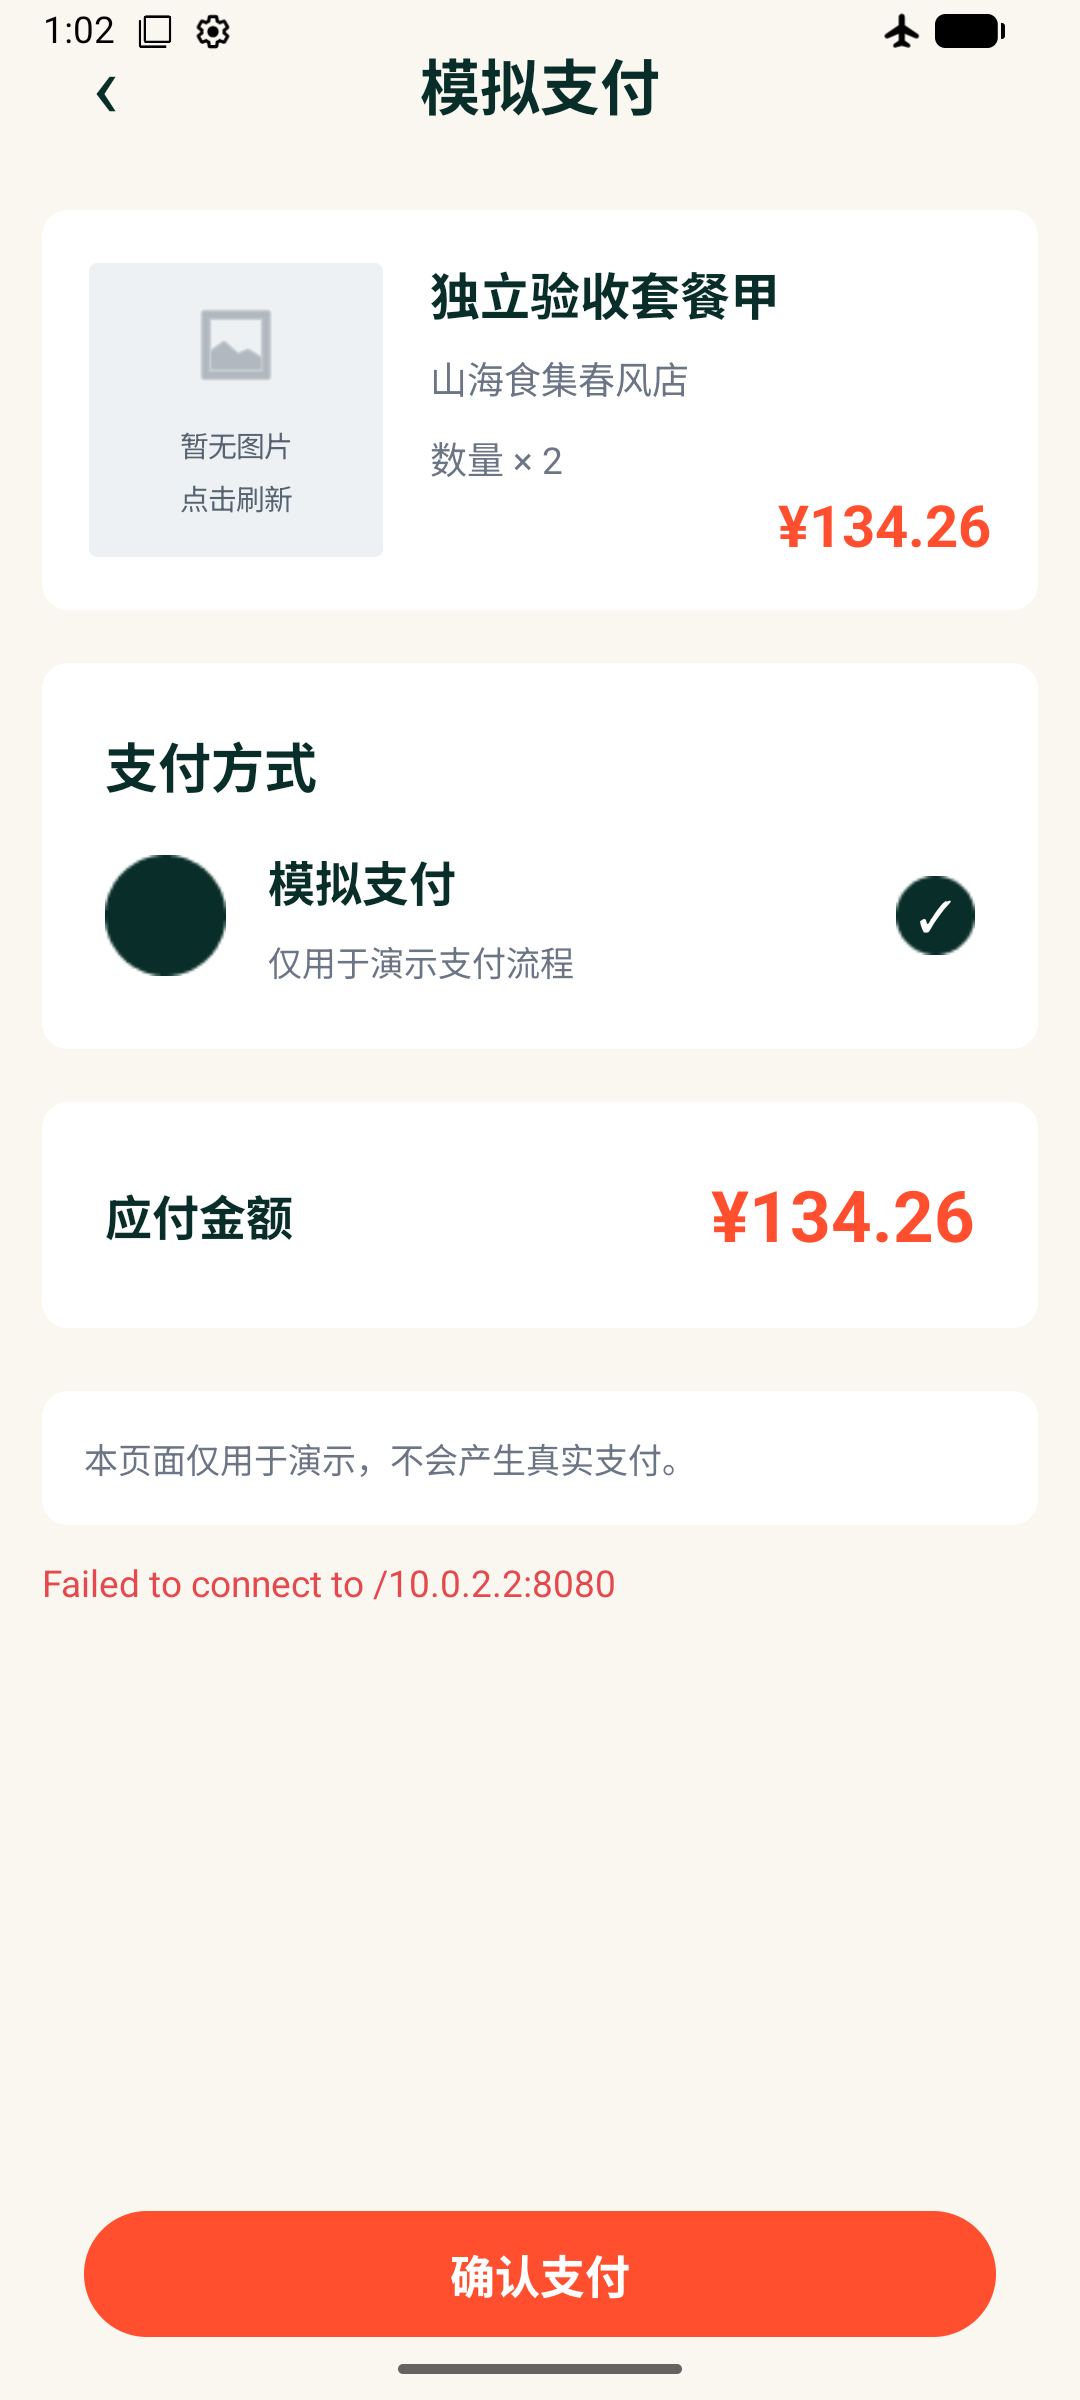 1:02
‹
模拟支付
暂无图片
点击刷新
独立验收套餐甲
山海食集春风店
数量 × 2
¥134.26
支付方式
模拟支付
仅用于演示支付流程
✓
应付金额
¥134.26
本页面仅用于演示，不会产生真实支付。
Failed to connect to /10.0.2.2:8080
确认支付